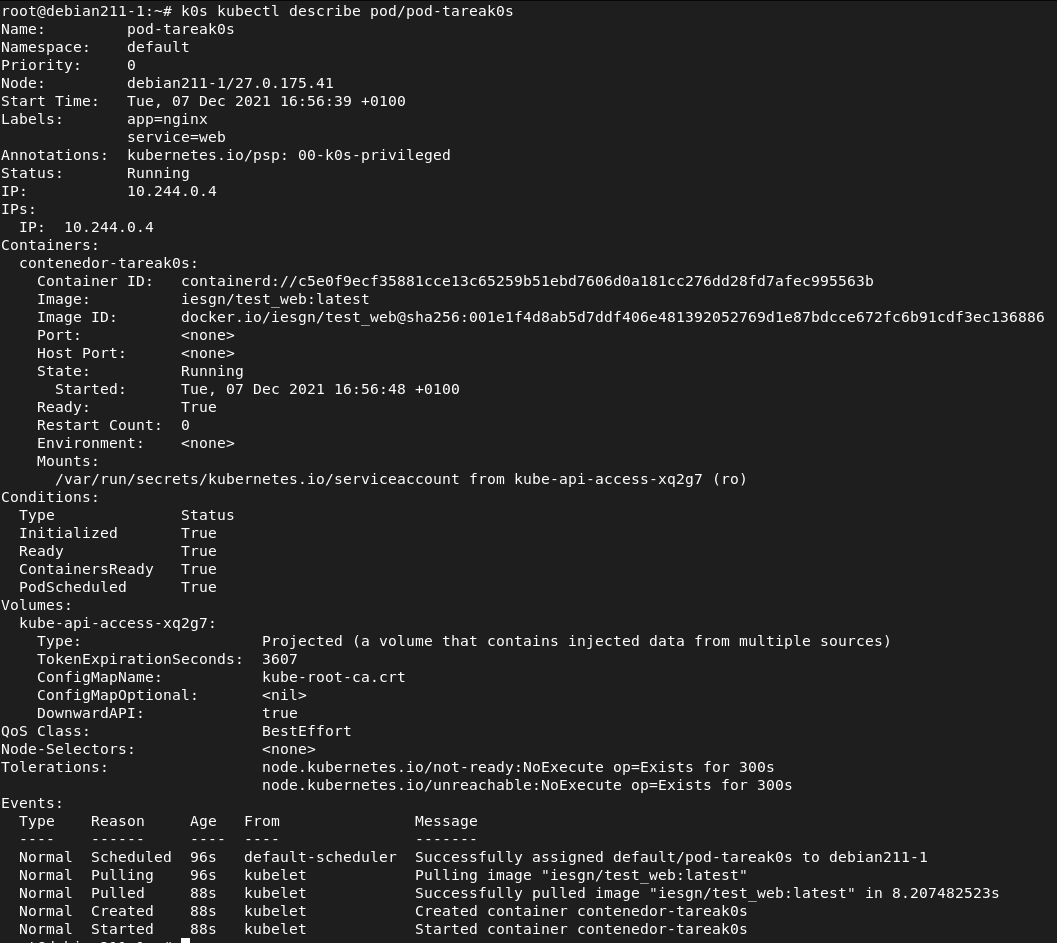 root@debian211-1:~# k0s kubectl describe pod/pod-tareak0s
Name:         pod-tareak0s
Namespace:    default
Priority:     0
Node:         debian211-1/27.0.175.41
Start Time:   Tue, 07 Dec 2021 16:56:39 +0100
Labels:       app=nginx
              service=web
Annotations:  kubernetes.io/psp: 00-k0s-privileged
Status:       Running
IP:           10.244.0.4
IPs:
  IP:  10.244.0.4
Containers:
  contenedor-tareak0s:
    Container ID:   containerd://c5e0f9ecf35881cce13c65259b51ebd7606d0a181cc276dd28fd7afec995563b
    Image:          iesgn/test_web:latest
    Image ID:       docker.io/iesgn/test_web@sha256:001e1f4d8ab5d7ddf406e481392052769d1e87bdcce672fc6b91cdf3ec136886
    Port:           <none>
    Host Port:      <none>
    State:          Running
      Started:      Tue, 07 Dec 2021 16:56:48 +0100
    Ready:          True
    Restart Count:  0
    Environment:    <none>
    Mounts:
      /var/run/secrets/kubernetes.io/serviceaccount from kube-api-access-xq2g7 (ro)
Conditions:
  Type              Status
  Initialized       True
  Ready             True
  ContainersReady   True
  PodScheduled      True
Volumes:
  kube-api-access-xq2g7:
    Type:                    Projected (a volume that contains injected data from multiple sources)
    TokenExpirationSeconds:  3607
    ConfigMapName:           kube-root-ca.crt
    ConfigMapOptional:       <nil>
    DownwardAPI:             true
QoS Class:                   BestEffort
Node-Selectors:              <none>
Tolerations:                 node.kubernetes.io/not-ready:NoExecute op=Exists for 300s
                             node.kubernetes.io/unreachable:NoExecute op=Exists for 300s
Events:
  Type    Reason     Age   From               Message
  ----    ------     ----  ----               -------
  Normal  Scheduled  96s   default-scheduler  Successfully assigned default/pod-tareak0s to debian211-1
  Normal  Pulling    96s   kubelet            Pulling image "iesgn/test_web:latest"
  Normal  Pulled     88s   kubelet            Successfully pulled image "iesgn/test_web:latest" in 8.207482523s
  Normal  Created    88s   kubelet            Created container contenedor-tareak0s
  Normal  Started    88s   kubelet            Started container contenedor-tareak0s